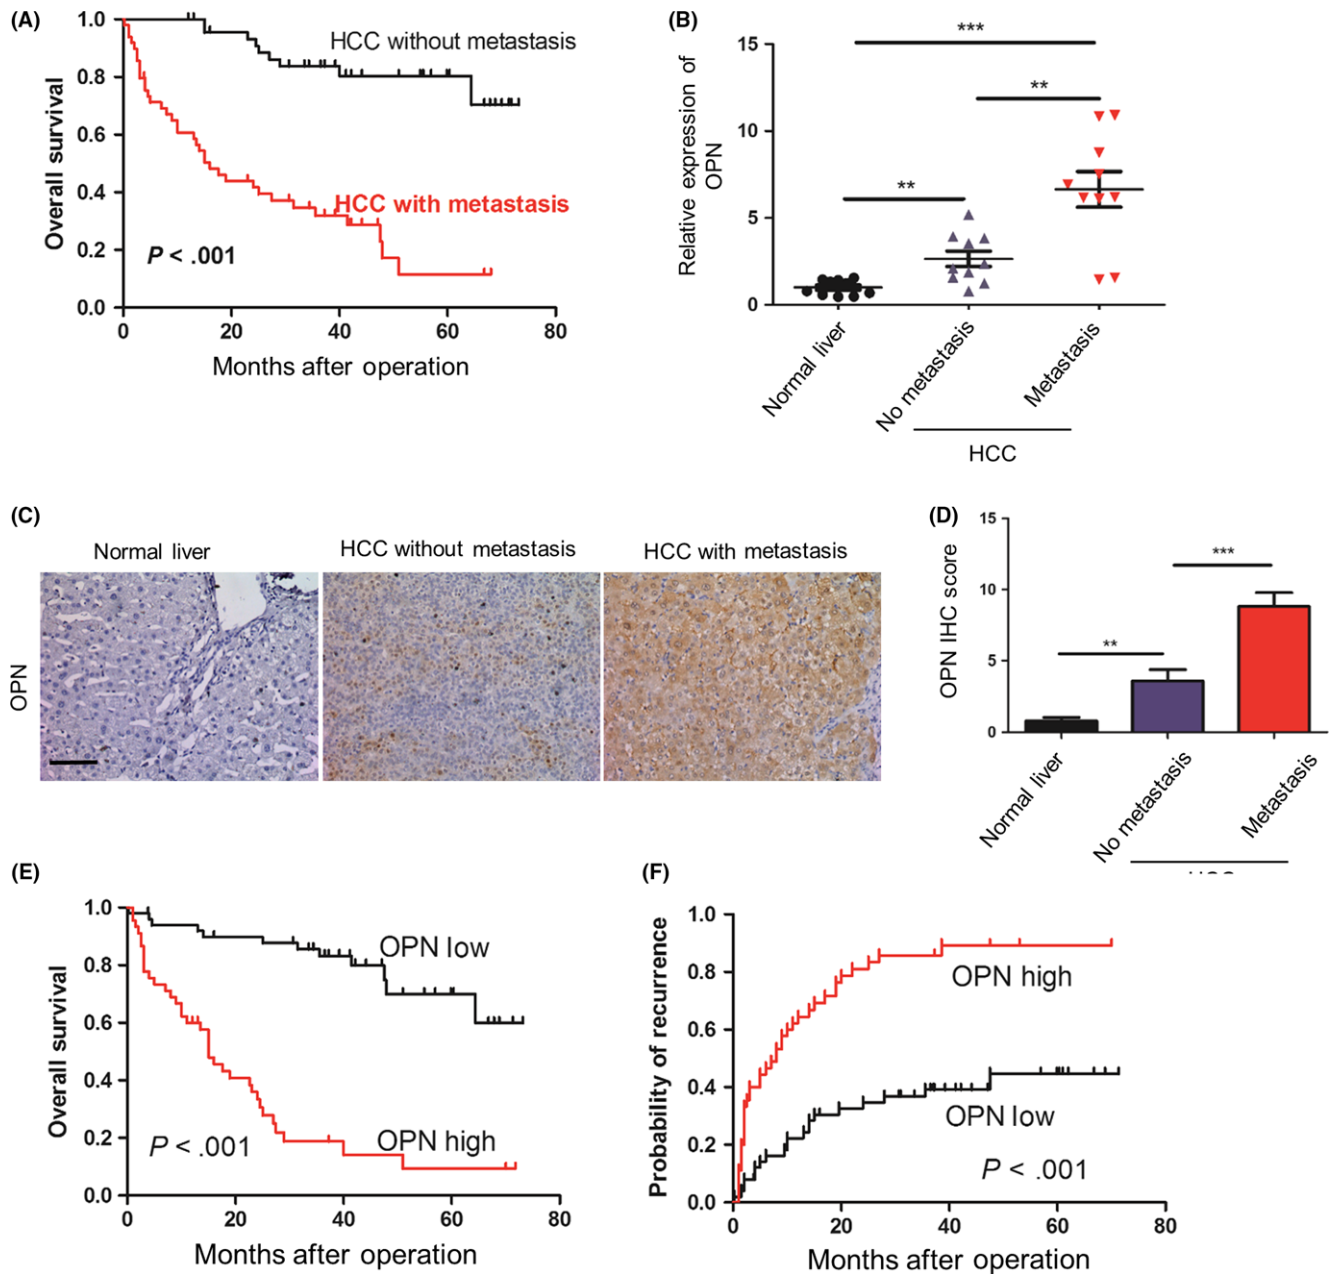 (A)
1.0
0.8
0.6
0.4
0.2
0.0
Overall survival
HCC without metastasis
HCC with metastasis
P < .001
0 20 40 60 80
Months after operation
(B)
Relative expression of
OPN
15
10
5
0
***
**
**
Normal liver
No metastasis
Metastasis
HCC
(C)
Normal liver
HCC without metastasis
HCC with metastasis
OPN
(D)
OPN IHC score
15
10
5
0
**
***
Normal liver
No metastasis
Metastasis
(E)
1.0
0.8
0.6
0.4
0.2
0.0
Overall survival
OPN low
OPN high
P < .001
0 20 40 60 80
Months after operation
(F)
1.0
0.8
0.6
0.4
0.2
0.0
Probability of recurrence
OPN high
OPN low
P < .001
0 20 40 60 80
Months after operation